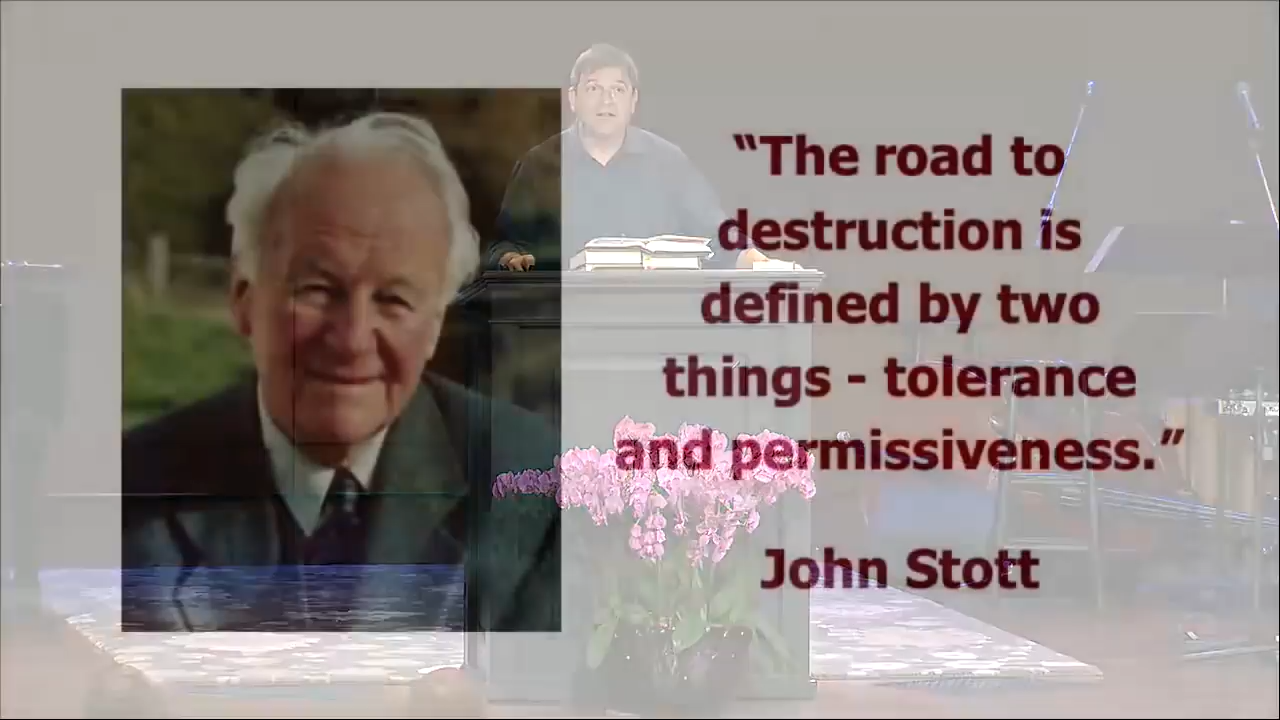 “The road to
destruction is
defined by two
things - tolerance
and permissiveness.”
John Stott